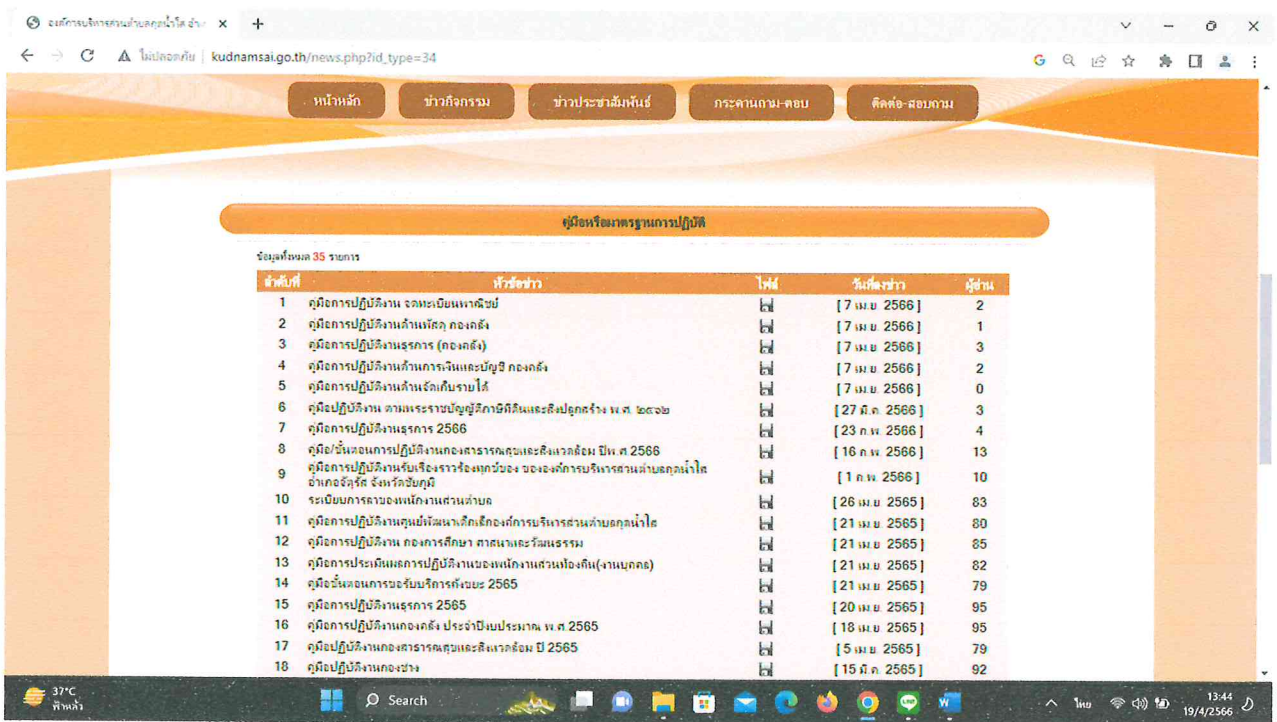 องค์การบริหารส่วนตำบลกุดน้ำใส อำเ
ไม่ปลอดภัย | kudnamsai.go.th/news.php?id_type=34
หน้าหลัก ข่าวกิจกรรม ข่าวประชาสัมพันธ์ กระดานถาม-ตอบ ติดต่อ-สอบถาม
คู่มือหรือมาตรฐานการปฏิบัติ
ข้อมูลทั้งหมด 35 รายการ
ลำดับที่ หัวข้อข่าว ไฟล์ วันที่ลงข่าว ผู้อ่าน
1 คู่มือการปฏิบัติงาน จดทะเบียนพาณิชย์ [ 7 เม.ย. 2566 ] 2
2 คู่มือการปฏิบัติงานด้านพัสดุ กองคลัง [ 7 เม.ย. 2566 ] 1
3 คู่มือการปฏิบัติงานธุรการ (กองคลัง) [ 7 เม.ย. 2566 ] 3
4 คู่มือการปฏิบัติงานด้านการเงินและบัญชี กองคลัง [ 7 เม.ย. 2566 ] 2
5 คู่มือการปฏิบัติงานด้านจัดเก็บรายได้ [ 7 เม.ย. 2566 ] 0
6 คู่มือปฏิบัติงาน ตามพระราชบัญญัติภาษีที่ดินและสิ่งปลูกสร้าง พ.ศ. ๒๕๖๒ [ 27 มี.ค. 2566 ] 3
7 คู่มือการปฏิบัติงานธุรการ 2566 [ 23 ก.พ. 2566 ] 4
8 คู่มือ/ขั้นตอนการปฏิบัติงานกองสาธารณสุขและสิ่งแวดล้อม ปีพ.ศ.2566 [ 16 ก.พ. 2566 ] 13
9 คู่มือการปฏิบัติงานรับเรื่องราวร้องทุกข์ของ ขององค์การบริหารส่วนตำบลกุดน้ำใส [ 1 ก.พ. 2566 ] 10
อำเภอจัตุรัส จังหวัดชัยภูมิ
10 ระเบียบการลาของพนักงานส่วนตำบล [ 26 เม.ย. 2565 ] 83
11 คู่มือการปฏิบัติงานศูนย์พัฒนาเด็กเล็กองค์การบริหารส่วนตำบลกุดน้ำใส [ 21 เม.ย. 2565 ] 80
12 คู่มือการปฏิบัติงาน กองการศึกษา ศาสนาและวัฒนธรรม [ 21 เม.ย. 2565 ] 85
13 คู่มือการประเมินผลการปฏิบัติงานของพนักงานส่วนท้องถิ่น(งานบุคคล) [ 21 เม.ย. 2565 ] 82
14 คู่มือขั้นตอนการขอรับบริการถังขยะ 2565 [ 21 เม.ย. 2565 ] 79
15 คู่มือการปฏิบัติงานธุรการ 2565 [ 20 เม.ย. 2565 ] 95
16 คู่มือการปฏิบัติงานกองคลัง ประจำปีงบประมาณ พ.ศ.2565 [ 18 เม.ย. 2565 ] 95
17 คู่มือปฏิบัติงานกองสาธารณสุขและสิ่งแวดล้อม ปี 2565 [ 5 เม.ย. 2565 ] 79
18 คู่มือปฏิบัติงานกองช่าง [ 15 มี.ค. 2565 ] 92
37°C
ฟ้าหลัว
Search
ไทย
13:44
19/4/2566